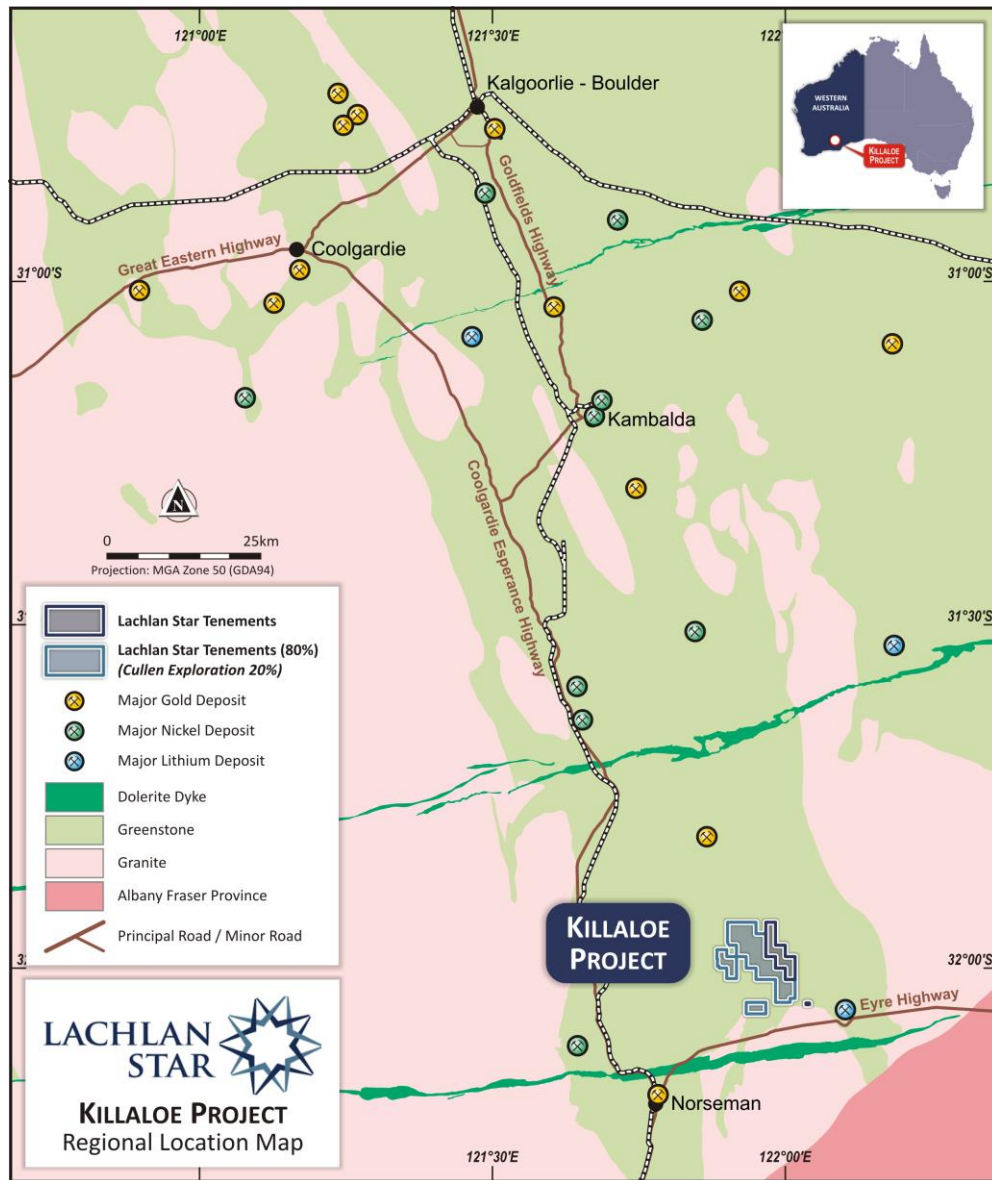 121°00'E
121°30'E
122
Kalgoorlie - Boulder
WESTERN
AUSTRALIA
KILLALOE
PROJECT
Goldfields Highway
Great Eastern Highway
Coolgardie
31°00'S
31°00'S
Kambalda
Coolgardie Esperance Highway
N
0 25km
Projection: MGA Zone 50 (GDA94)
31
31°30'S
Lachlan Star Tenements
Lachlan Star Tenements (80%)
(Cullen Exploration 20%)
Major Gold Deposit
Major Nickel Deposit
Major Lithium Deposit
Dolerite Dyke
Greenstone
Granite
Albany Fraser Province
Principal Road / Minor Road
KILLALOE
PROJECT
32
32°00'S
Eyre Highway
LACHLAN
STAR
KILLALOE PROJECT
Regional Location Map
Norseman
121°00'E
121°30'E
122°00'E